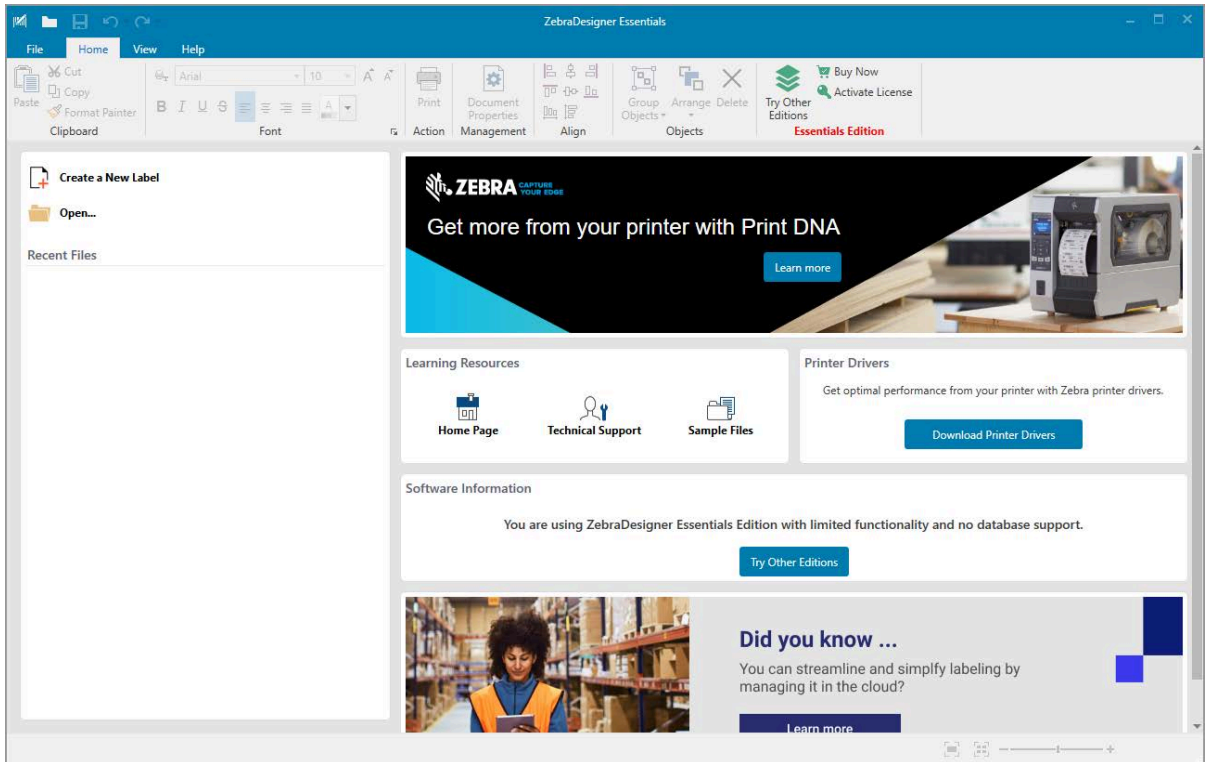 ZebraDesigner Essentials
File Home View Help
Cut
Copy
Format Painter
Paste
Clipboard
Arial 10
B I U S
Font
Print
Action
Document
Properties
Management
Align
Group
Objects
Arrange
Delete
Objects
Try Other
Editions
Buy Now
Activate License
Essentials Edition
Create a New Label
Open...
Recent Files
ZEBRA CAPTURE
YOUR EDGE
Get more from your printer with Print DNA
Learn more
Learning Resources
Home Page Technical Support Sample Files
Printer Drivers
Get optimal performance from your printer with Zebra printer drivers.
Download Printer Drivers
Software Information
You are using ZebraDesigner Essentials Edition with limited functionality and no database support.
Try Other Editions
Did you know ...
You can streamline and simplfy labeling by
managing it in the cloud?
Learn more